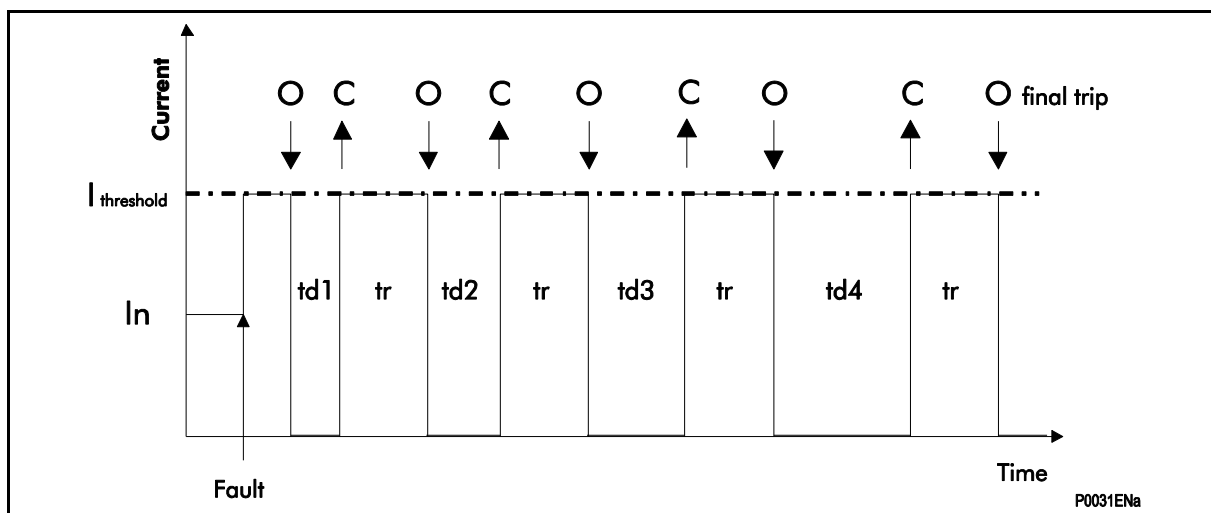 Current
O C O C O C O C O final trip
I threshold
td1 tr td2 tr td3 tr td4 tr
In
Fault
Time
P0031ENa